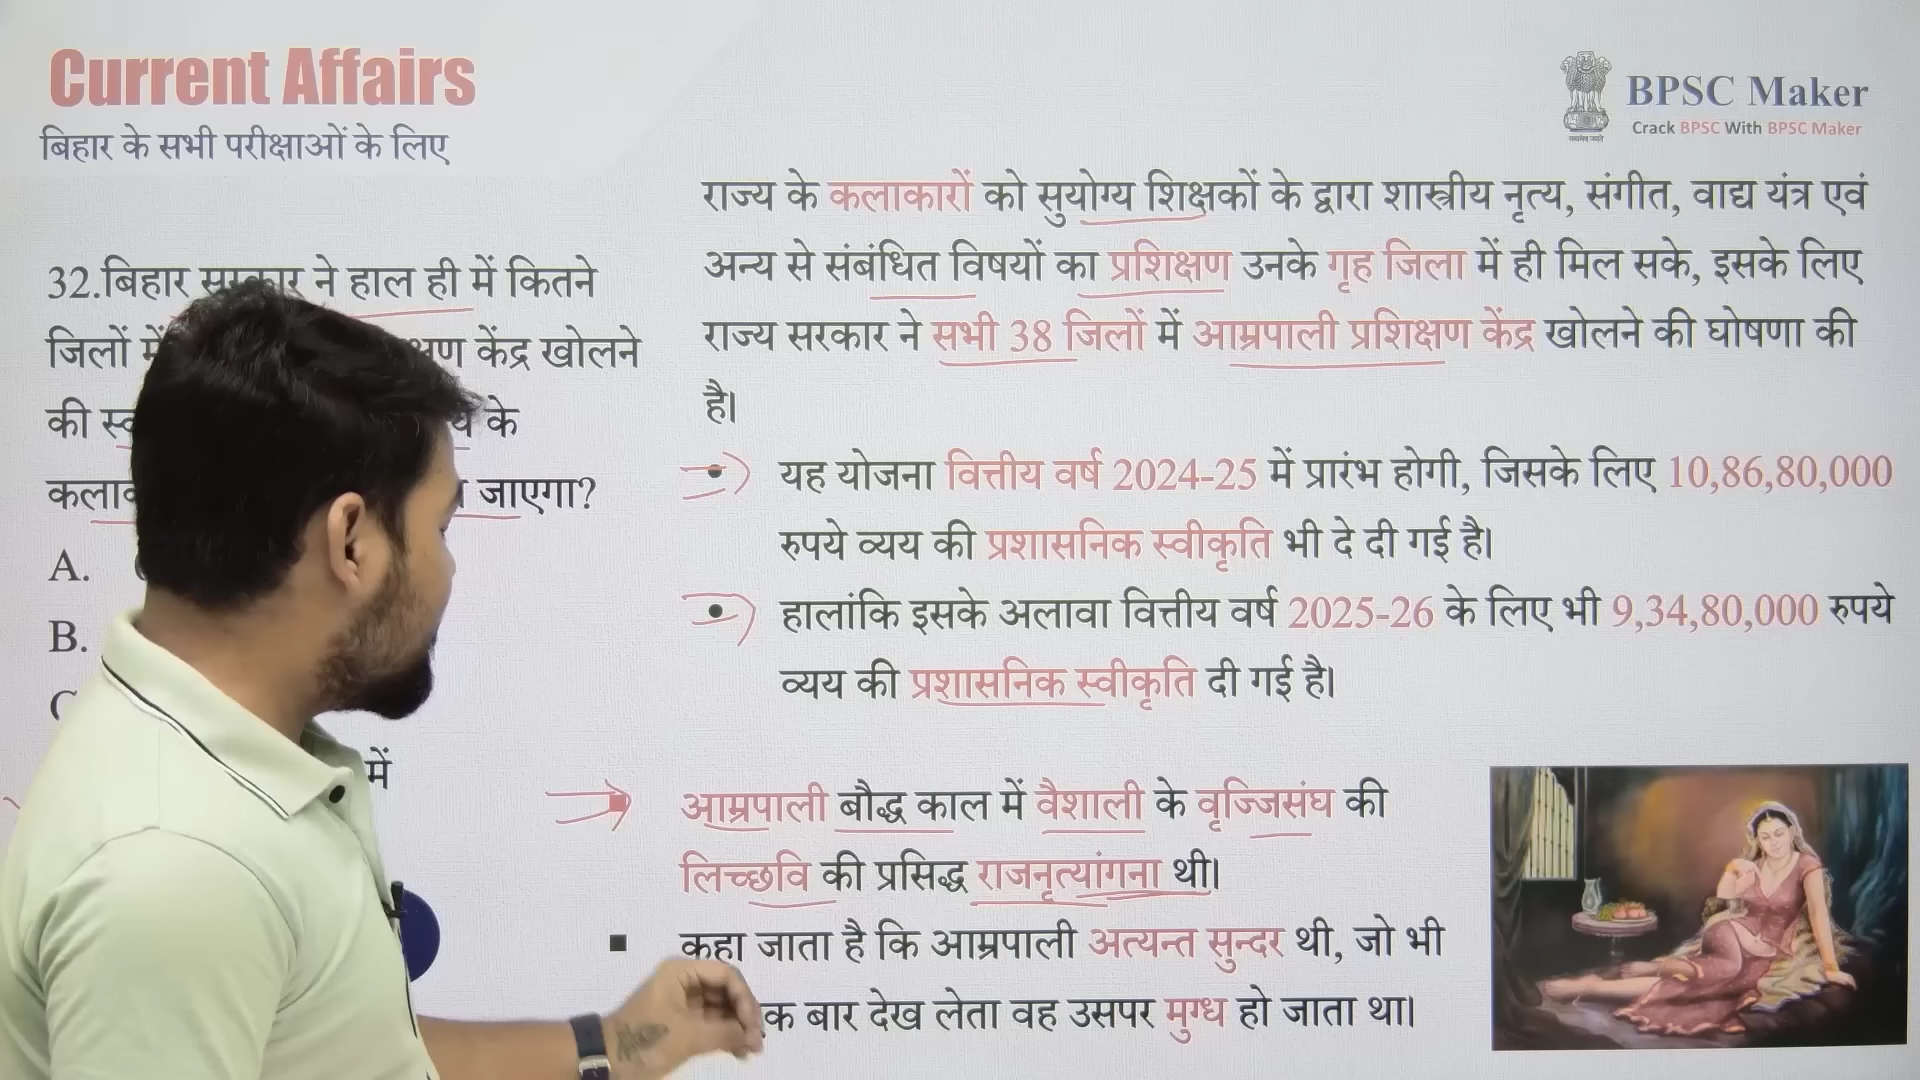 Current Affairs
बिहार के सभी परीक्षाओं के लिए
BPSC Maker
Crack BPSC With BPSC Maker
32.बिहार सरकार ने हाल ही में कितने
जिलों में केंद्र खोलने
की के
जाएगा?
A.
B.
C
में
राज्य के कलाकारों को सुयोग्य शिक्षकों के द्वारा शास्त्रीय नृत्य, संगीत, वाद्य यंत्र एवं
अन्य से संबंधित विषयों का प्रशिक्षण उनके गृह जिला में ही मिल सके, इसके लिए
राज्य सरकार ने सभी 38 जिलों में आम्रपाली प्रशिक्षण केंद्र खोलने की घोषणा की
है।
यह योजना वित्तीय वर्ष 2024-25 में प्रारंभ होगी, जिसके लिए 10,86,80,000
रुपये व्यय की प्रशासनिक स्वीकृति भी दे दी गई है।
हालांकि इसके अलावा वित्तीय वर्ष 2025-26 के लिए भी 9,34,80,000 रुपये
व्यय की प्रशासनिक स्वीकृति दी गई है।
आम्रपाली बौद्ध काल में वैशाली के वृज्जिसंघ की
लिच्छवि की प्रसिद्ध राजनृत्यांगना थी।
कहा जाता है कि आम्रपाली अत्यन्त सुन्दर थी, जो भी
बार देख लेता वह उसपर मुग्ध हो जाता था।